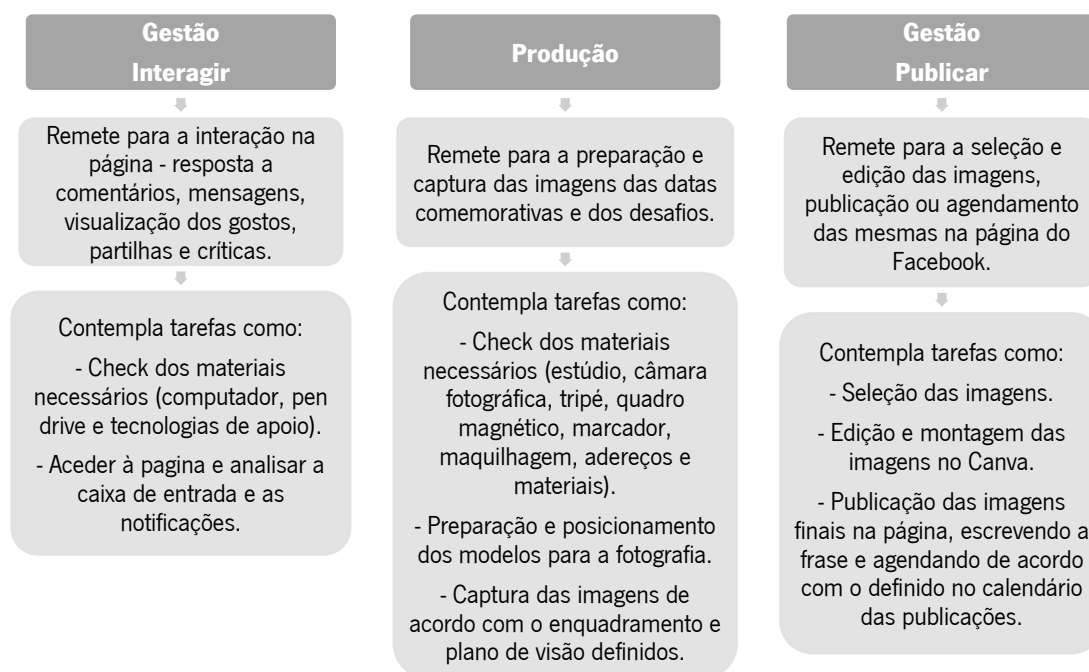 Gestão
Interagir
Remete para a interação na
página - resposta a
comentários, mensagens,
visualização dos gostos,
partilhas e críticas.
Contempla tarefas como:
- Check dos materiais
necessários (computador, pen
drive e tecnologias de apoio).
- Aceder à pagina e analisar a
caixa de entrada e as
notificações.
Produção
Remete para a preparação e
captura das imagens das datas
comemorativas e dos desafios.
Contempla tarefas como:
- Check dos materiais
necessários (estúdio, câmara
fotográfica, tripé, quadro
magnético, marcador,
maquilhagem, adereços e
materiais).
- Preparação e posicionamento
dos modelos para a fotografia.
- Captura das imagens de
acordo com o enquadramento e
plano de visão definidos.
Gestão
Publicar
Remete para a seleção e
edição das imagens,
publicação ou agendamento
das mesmas na página do
Facebook.
Contempla tarefas como:
- Seleção das imagens.
- Edição e montagem das
imagens no Canva.
- Publicação das imagens
finais na página, escrevendo a
frase e agendando de acordo
com o definido no calendário
das publicações.